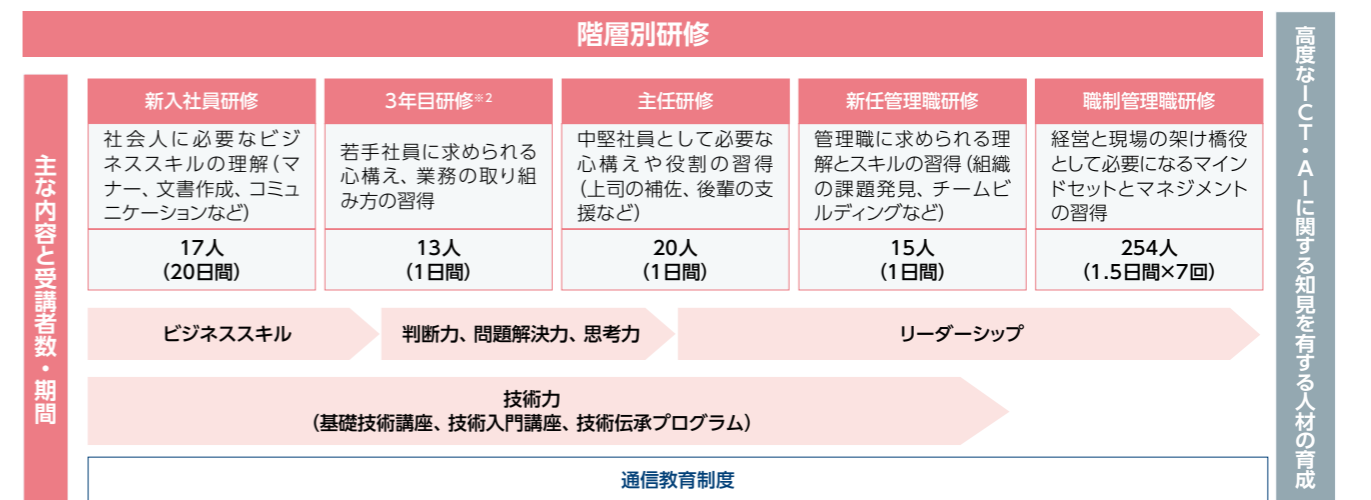 階層別研修
主な内容と受講者数・期間
新入社員研修
社会人に必要なビジ
ネススキルの理解（マ
ナー、文書作成、コミュ
ニケーションなど）
17人
（20日間）
3年目研修※2
若手社員に求められる
心構え、業務の取り組
み方の習得
13人
（1日間）
主任研修
中堅社員として必要な
心構えや役割の習得
（上司の補佐、後輩の支
援など）
20人
（1日間）
新任管理職研修
管理職に求められる理
解とスキルの習得（組織
の課題発見、チームビ
ルディングなど）
15人
（1日間）
職制管理職研修
経営と現場の架け橋役
として必要になるマイン
ドセットとマネジメント
の習得
254人
（1.5日間×7回）
ビジネススキル
判断力、問題解決力、思考力
リーダーシップ
技術力
（基礎技術講座、技術入門講座、技術伝承プログラム）
通信教育制度
高度なICT・AIに関する知見を有する人材の育成